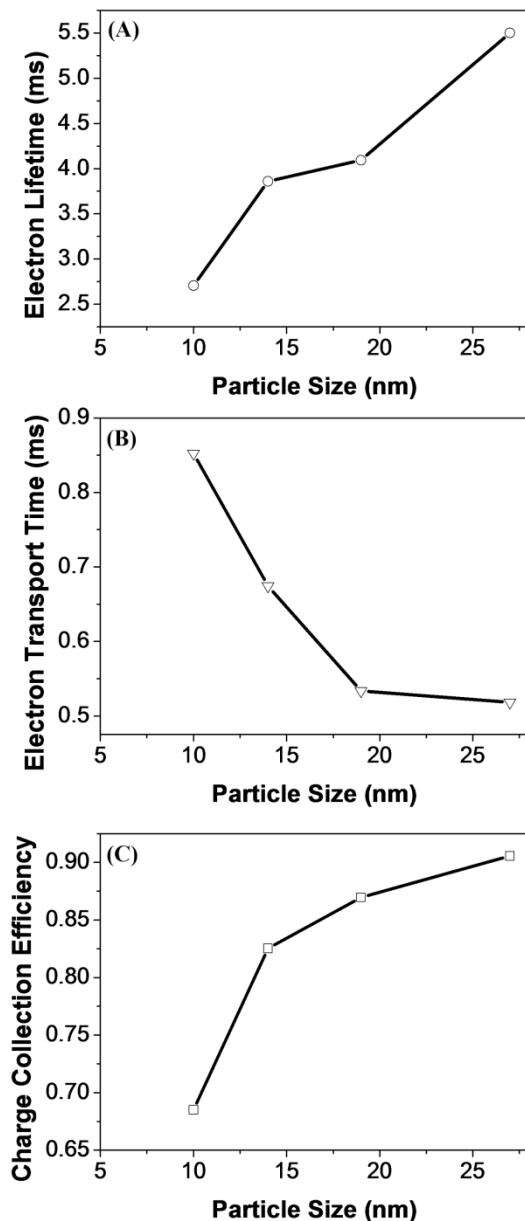 (A)
Electron Lifetime (ms)
5.5
5.0
4.5
4.0
3.5
3.0
2.5
5 10 15 20 25
Particle Size (nm)
(B)
Electron Transport Time (ms)
0.9
0.8
0.7
0.6
0.5
5 10 15 20 25
Particle Size (nm)
(C)
Charge Collection Efficiency
0.90
0.85
0.80
0.75
0.70
0.65
5 10 15 20 25
Particle Size (nm)